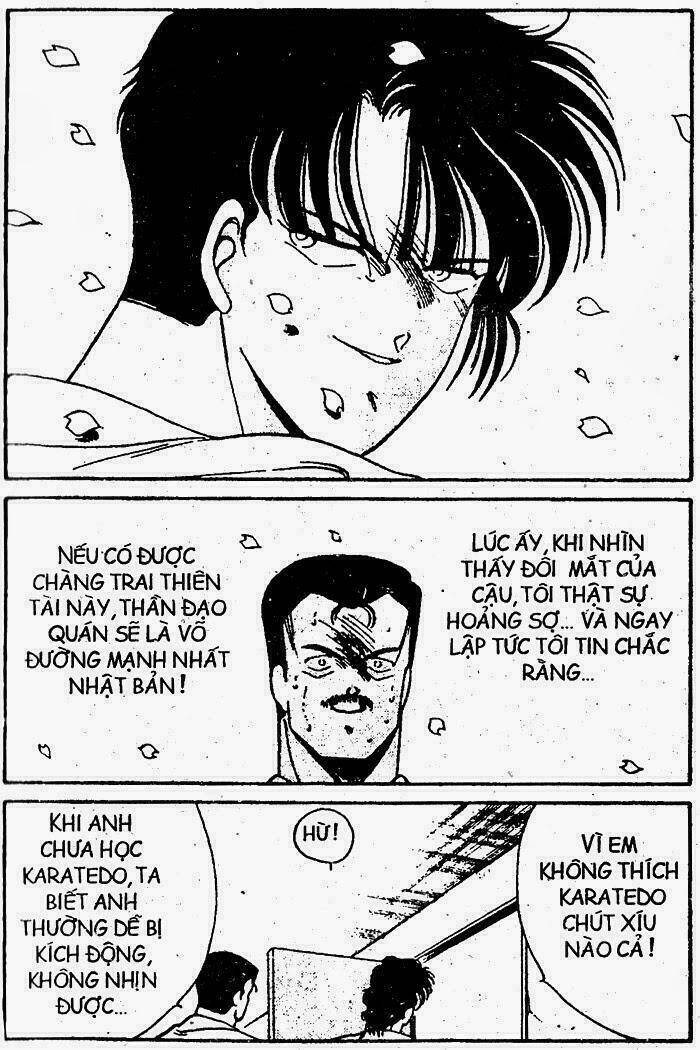 LÚC ẤY, KHI NHÌN
THẤY ĐÔI MẮT CỦA
CẬU, TÔI THẬT SỰ
HOẢNG SỢ... VÀ NGAY
LẬP TỨC TÔI TIN CHẮC
RẰNG...
NẾU CÓ ĐƯỢC
CHÀNG TRAI THIÊN
TÀI NÀY, THẦN ĐẠO
QUÁN SẼ LÀ VÕ
ĐƯỜNG MẠNH NHẤT
NHẬT BẢN!
VÌ EM
KHÔNG THÍCH
KARATEDO
CHÚT XÍU
NÀO CẢ!
HỪ!
KHI ANH
CHƯA HỌC
KARATEDO, TA
BIẾT ANH
THƯỜNG DỄ BỊ
KÍCH ĐỘNG,
KHÔNG NHỊN
ĐƯỢC...